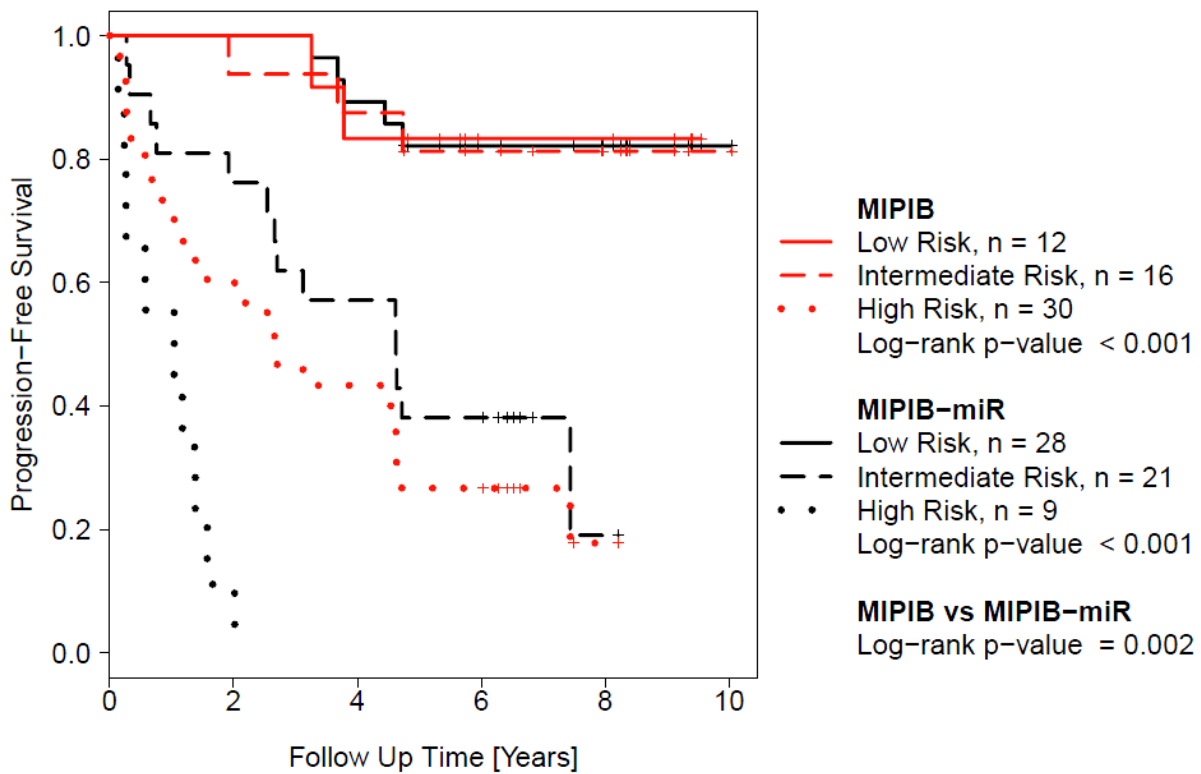 1.0
0.8
0.6
0.4
0.2
0.0
Progression−Free Survival
0 2 4 6 8 10
Follow Up Time [Years]
MIPIB
Low Risk, n = 12
Intermediate Risk, n = 16
High Risk, n = 30
Log−rank p−value < 0.001
MIPIB−miR
Low Risk, n = 28
Intermediate Risk, n = 21
High Risk, n = 9
Log−rank p−value < 0.001
MIPIB vs MIPIB−miR
Log−rank p−value = 0.002